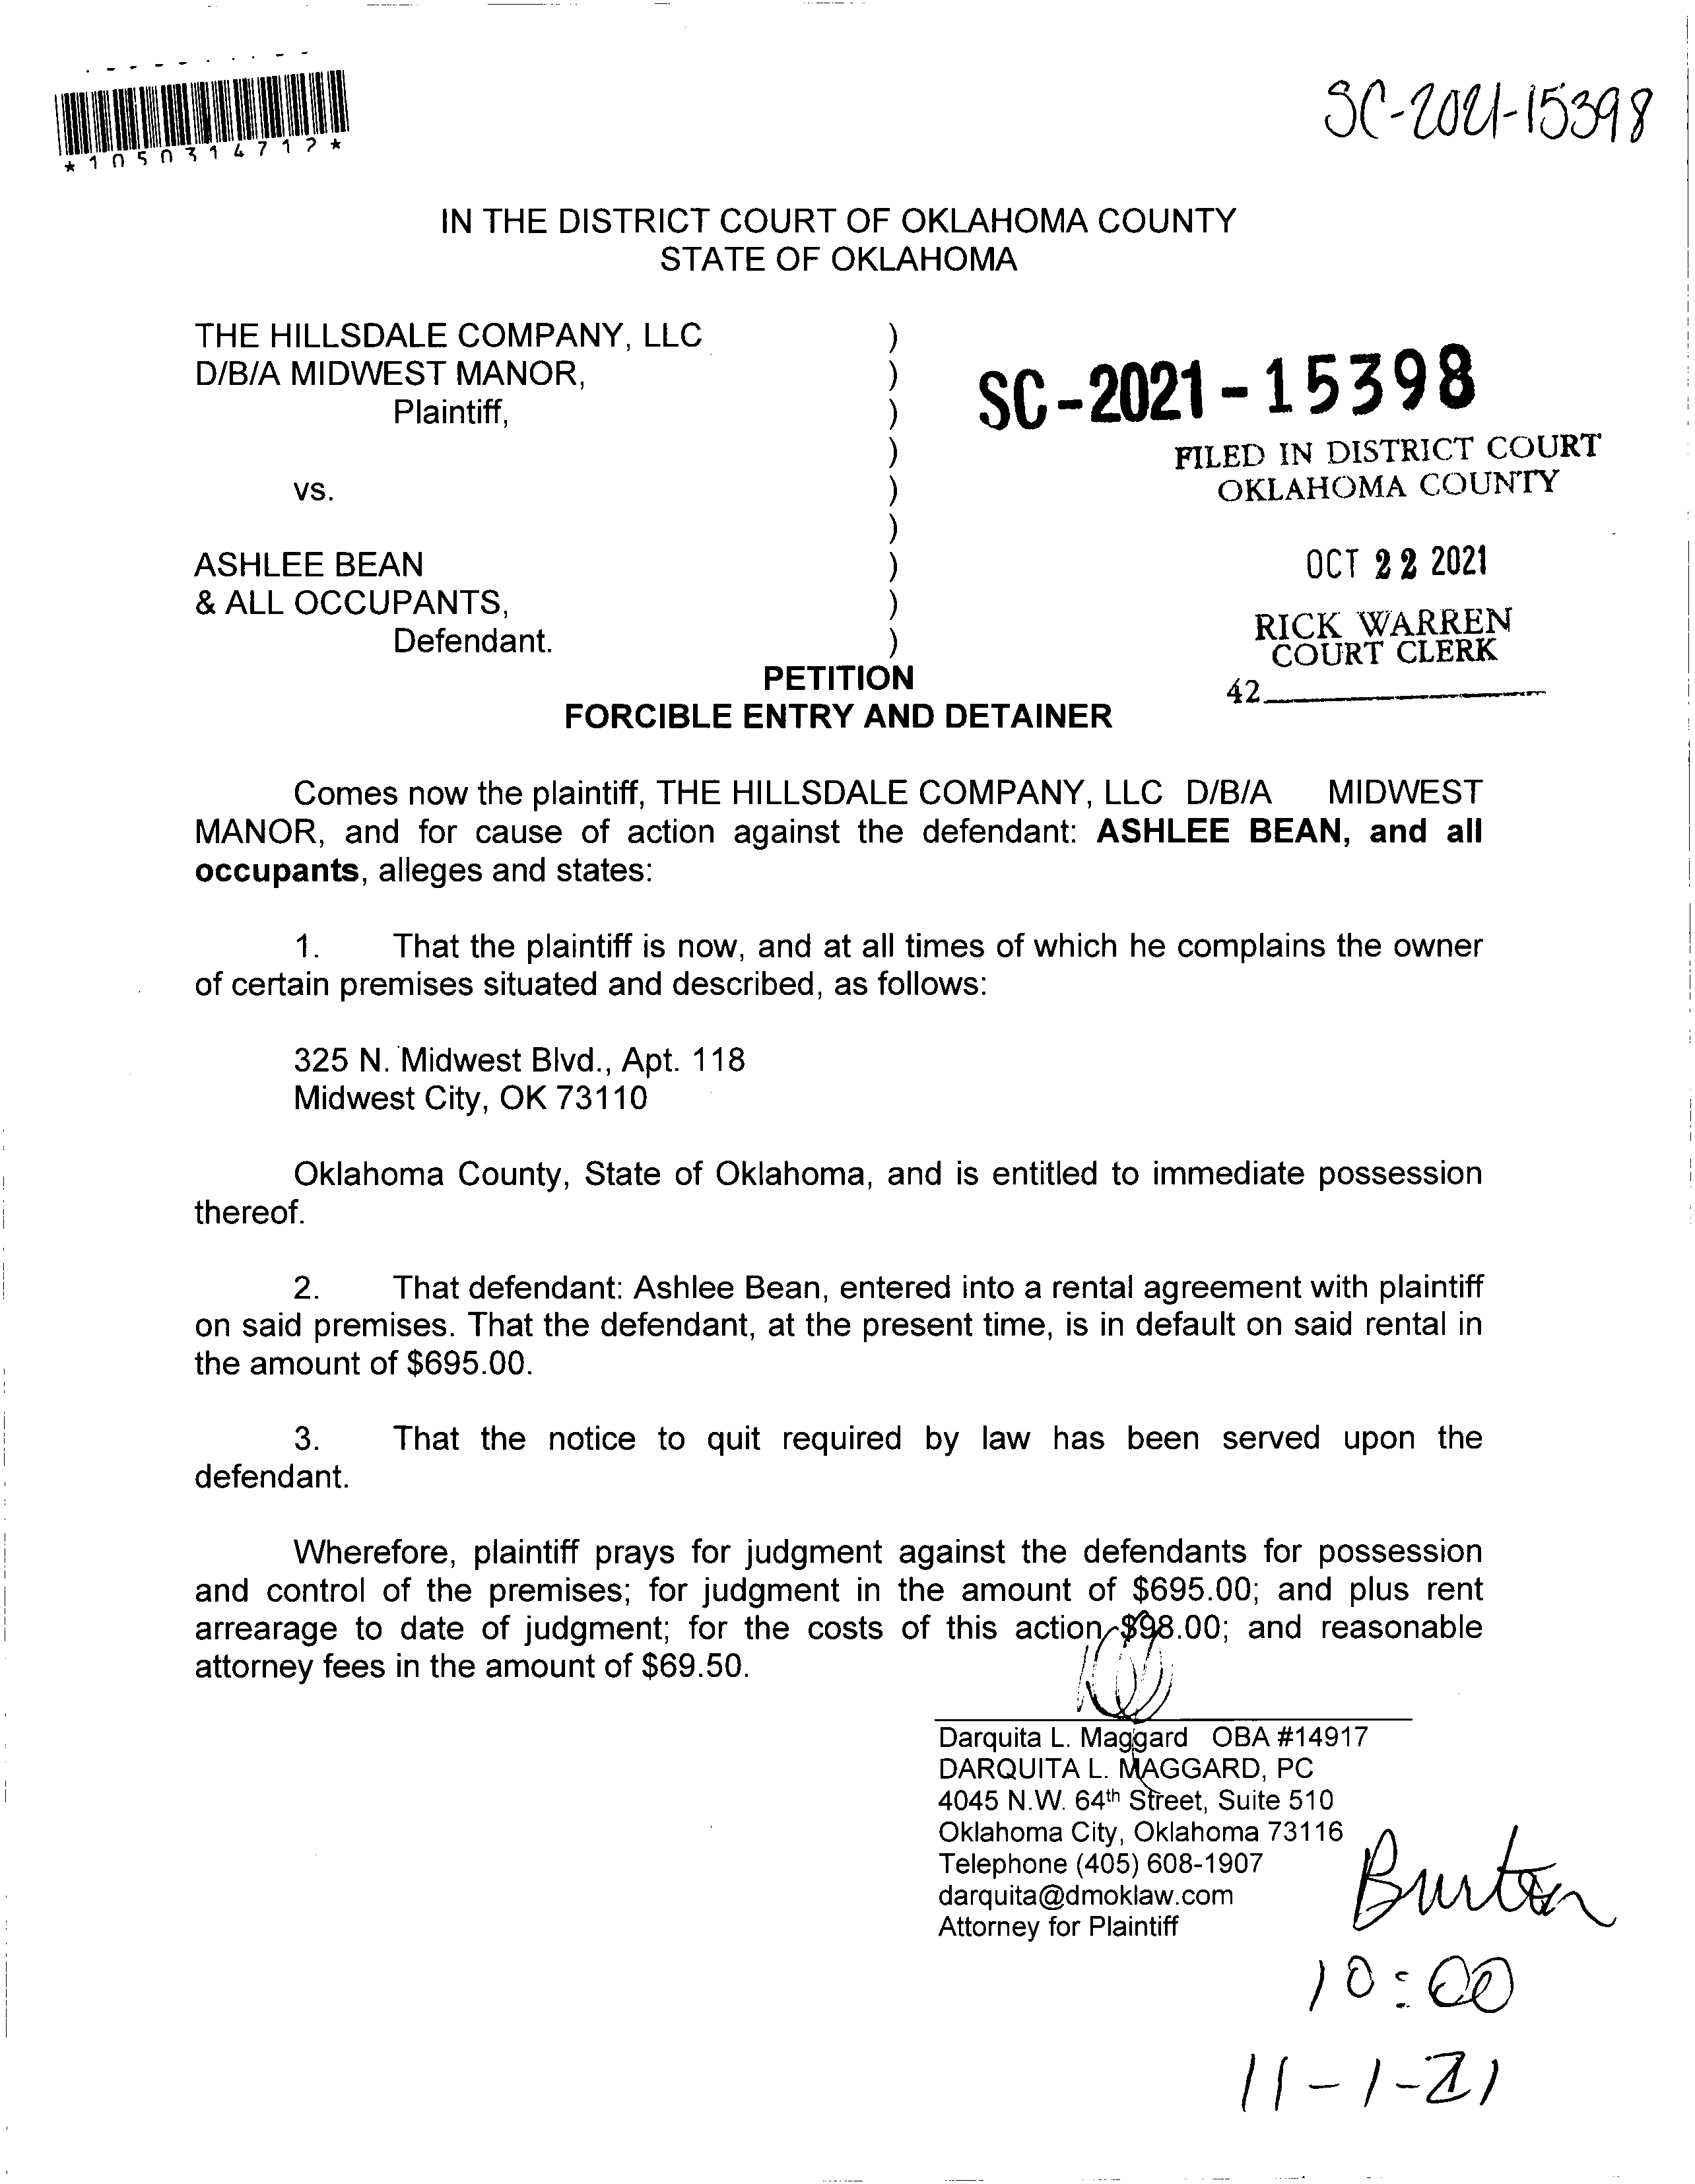 *1050314712*
SC-2021-15398
IN THE DISTRICT COURT OF OKLAHOMA COUNTY
STATE OF OKLAHOMA
THE HILLSDALE COMPANY, LLC )
D/B/A MIDWEST MANOR, )
Plaintiff, )
)
vs. )
)
ASHLEE BEAN )
& ALL OCCUPANTS, )
Defendant. )
SC-2021-15398
FILED IN DISTRICT COURT
OKLAHOMA COUNTY
OCT 22 2021
RICK WARREN
COURT CLERK
42
PETITION
FORCIBLE ENTRY AND DETAINER
Comes now the plaintiff, THE HILLSDALE COMPANY, LLC D/B/A MIDWEST
MANOR, and for cause of action against the defendant: ASHLEE BEAN, and all
occupants, alleges and states:
1. That the plaintiff is now, and at all times of which he complains the owner
of certain premises situated and described, as follows:
325 N. Midwest Blvd., Apt. 118
Midwest City, OK 73110
Oklahoma County, State of Oklahoma, and is entitled to immediate possession
thereof.
2. That defendant: Ashlee Bean, entered into a rental agreement with plaintiff
on said premises. That the defendant, at the present time, is in default on said rental in
the amount of $695.00.
3. That the notice to quit required by law has been served upon the
defendant.
Wherefore, plaintiff prays for judgment against the defendants for possession
and control of the premises; for judgment in the amount of $695.00; and plus rent
arrearage to date of judgment; for the costs of this action $98.00; and reasonable
attorney fees in the amount of $69.50.
Darquita L. Maggard OBA #14917
DARQUITA L. MAGGARD, PC
4045 N.W. 64th Street, Suite 510
Oklahoma City, Oklahoma 73116
Telephone (405) 608-1907
darquita@dmoklaw.com
Attorney for Plaintiff
Burton
10:00
11-1-21